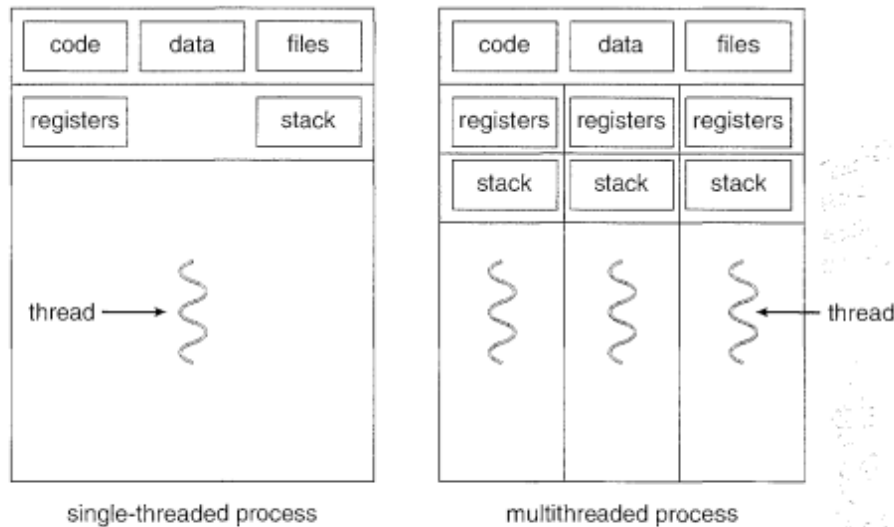 code data files code data files
registers stack registers registers registers
stack stack stack
thread thread
single-threaded process multithreaded process